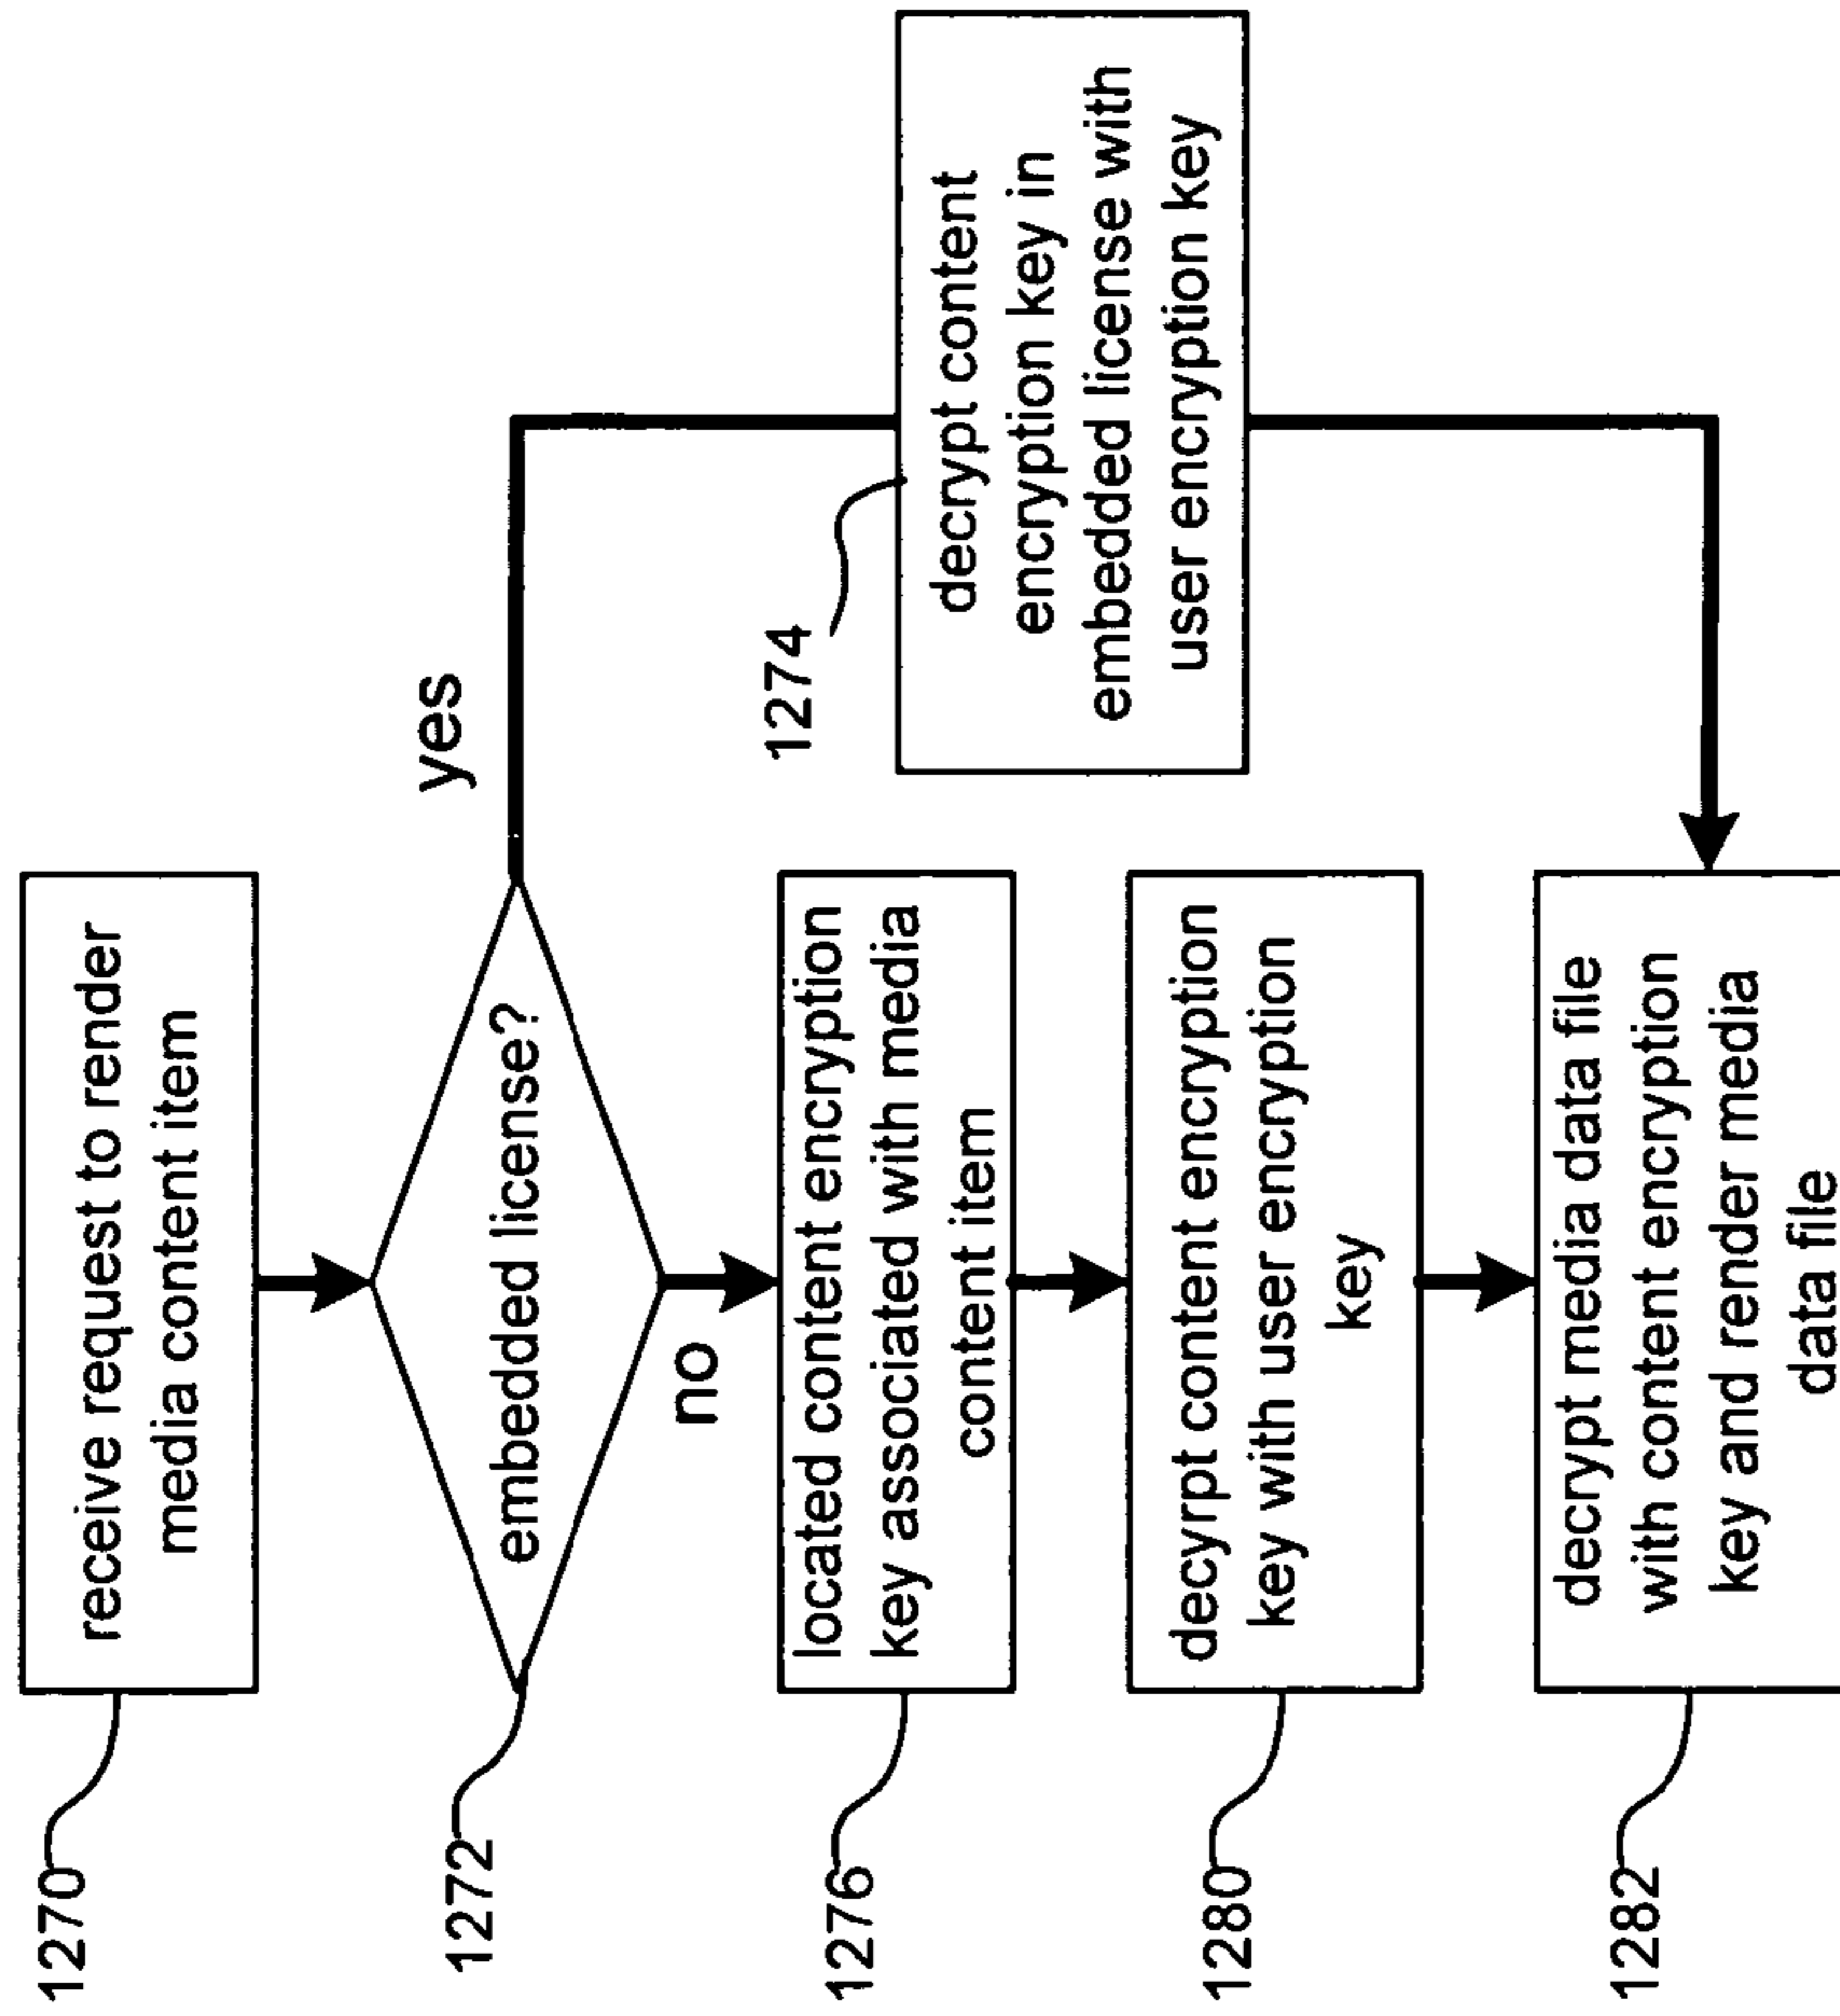 1270
receive request to render
media content item
1272
embedded license?
yes
no
1274
decrypt content
encryption key in
embedded license with
user encryption key
1276
located content encryption
key associated with media
content item
1280
decyrpt content encryption
key with user encryption
key
1282
decrypt media data file
with content encryption
key and render media
data file